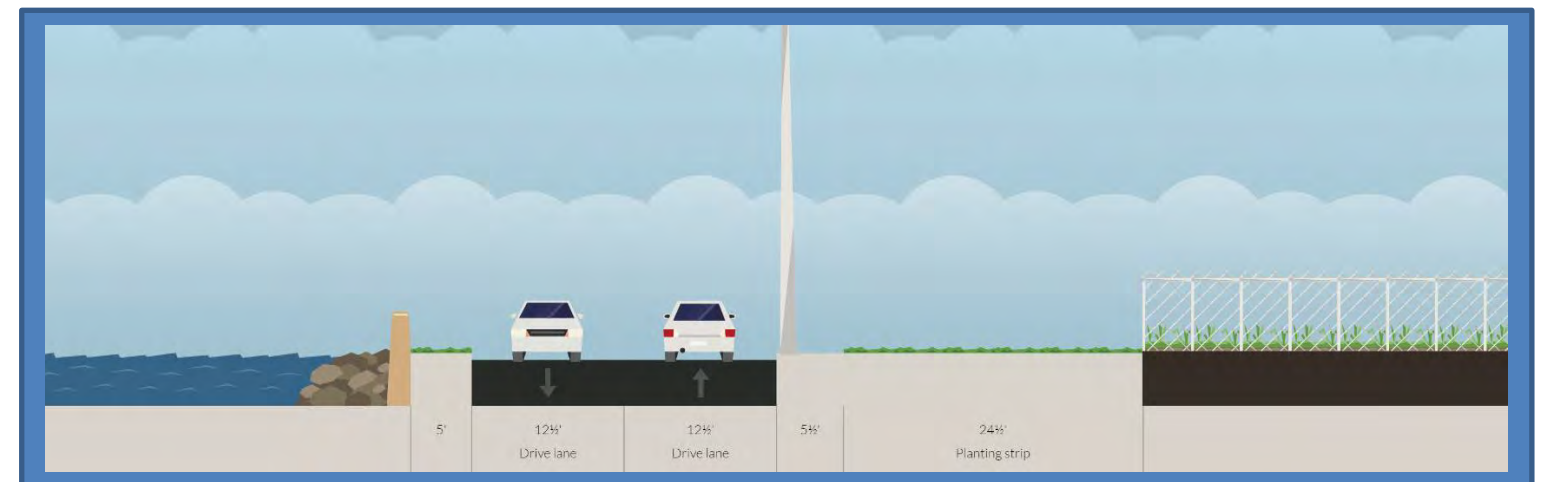 5' 12½' 12½' 5½' 24½'
Drive lane Drive lane Planting strip